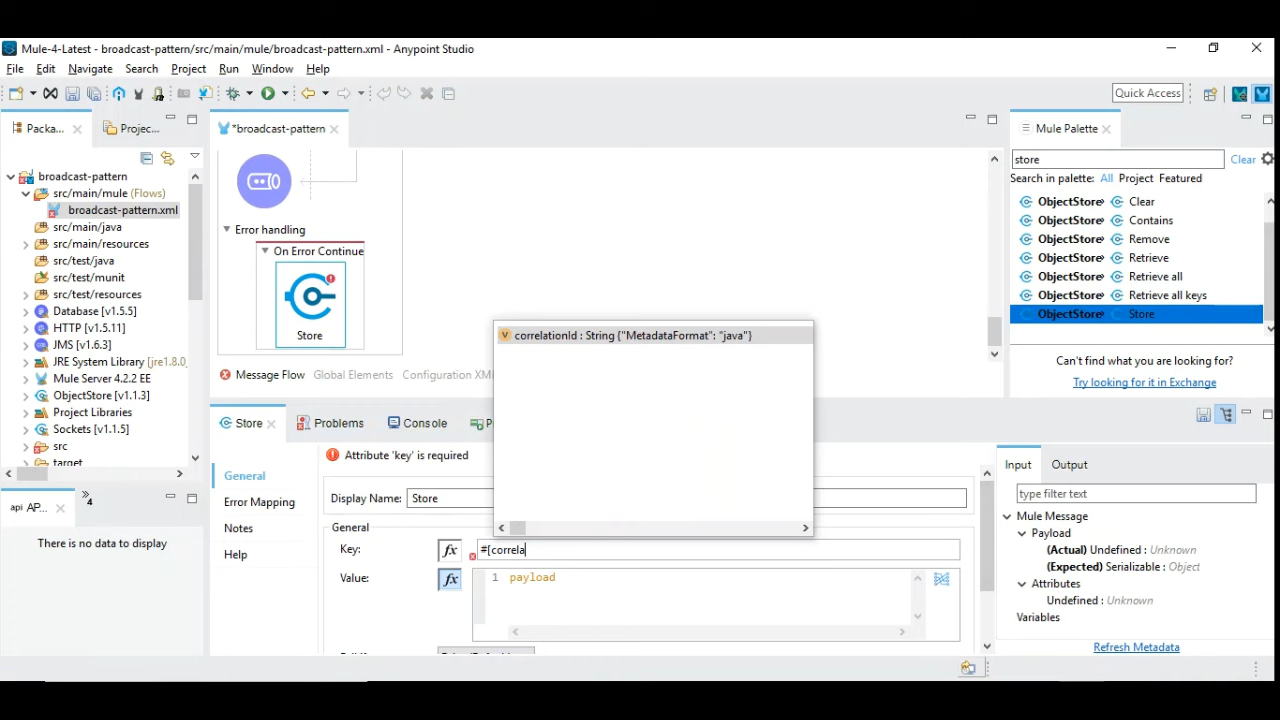 Mule-4-Latest - broadcast-pattern/src/main/mule/broadcast-pattern.xml - Anypoint Studio
File Edit Navigate Search Project Run Window Help
Quick Access
Packa...
Projec...
*broadcast-pattern
Mule Palette
store
Clear
Search in palette: All Project Featured
broadcast-pattern
src/main/mule (Flows)
broadcast-pattern.xml
src/main/java
src/main/resources
src/test/java
src/test/munit
src/test/resources
Database [v1.5.5]
HTTP [v1.5.11]
JMS [v1.6.3]
JRE System Library [jre1.8.0_
Mule Server 4.2.2 EE
ObjectStore [v1.1.3]
Project Libraries
Sockets [v1.1.5]
src
target
Error handling
On Error Continue
Store
Message Flow Global Elements Configuration XM
ObjectStore Clear
ObjectStore Contains
ObjectStore Remove
ObjectStore Retrieve
ObjectStore Retrieve all
ObjectStore Retrieve all keys
ObjectStore Store
Can't find what you are looking for?
Try looking for it in Exchange
correlationId : String {"MetadataFormat": "java"}
Store
Problems
Console
P
Attribute 'key' is required
General
Error Mapping
Notes
Help
Display Name: Store
General
Key: fx #[correla
Value: fx 1 payload
api AP...
4
There is no data to display
Input
Output
type filter text
Mule Message
Payload
(Actual) Undefined : Unknown
(Expected) Serializable : Object
Attributes
Undefined : Unknown
Variables
Refresh Metadata